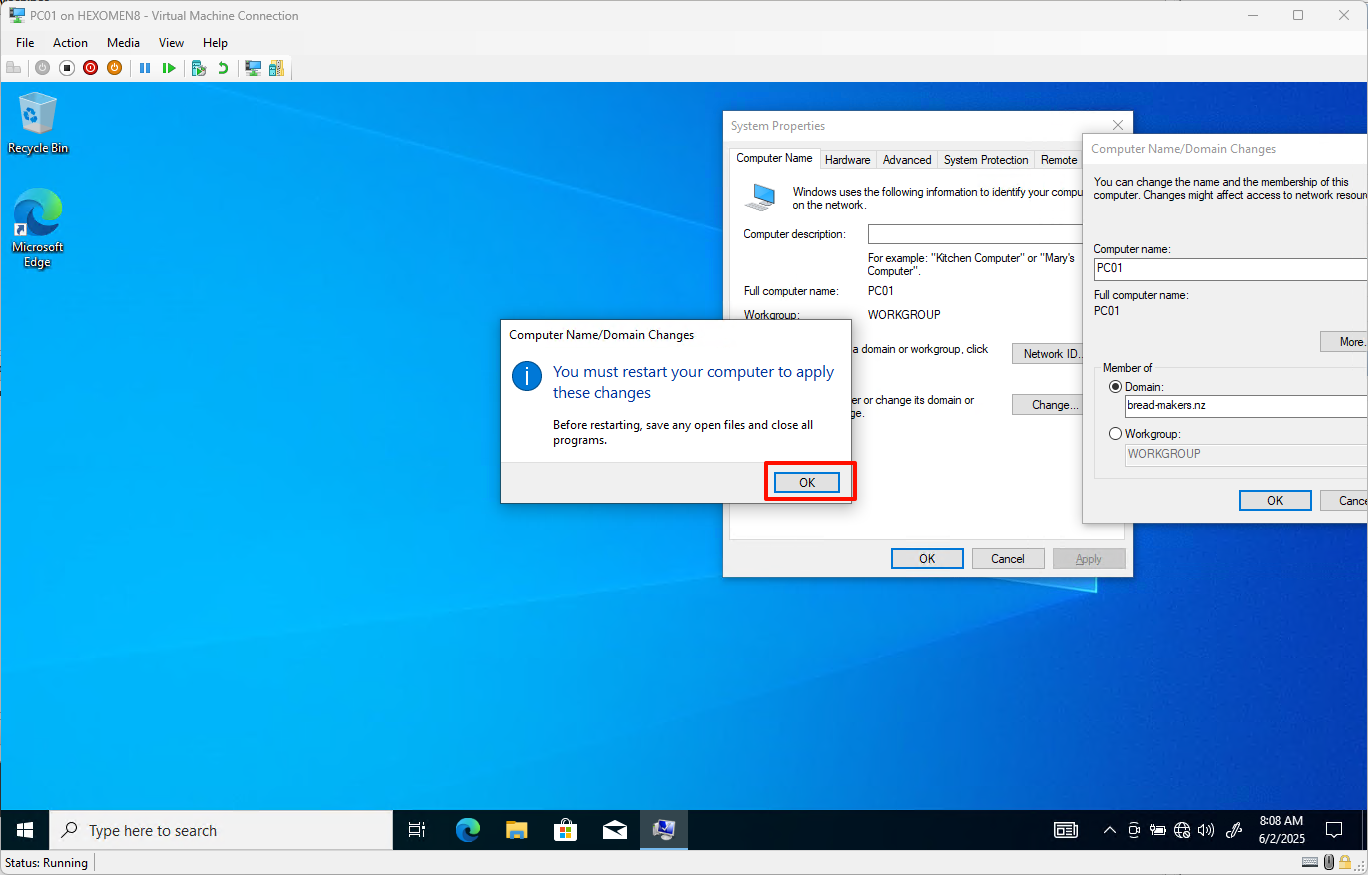 PC01 on HEXOMEN8 - Virtual Machine Connection
File Action Media View Help
Recycle Bin
Microsoft
Edge
System Properties
Computer Name Hardware Advanced System Protection Remote
Windows uses the following information to identify your compu
on the network.
Computer description:
For example: "Kitchen Computer" or "Mary's
Computer".
Full computer name: PC01
Workgroup: WORKGROUP
a domain or workgroup, click
Network ID..
er or change its domain or
ge.
Change...
OK Cancel Apply
Computer Name/Domain Changes
You can change the name and the membership of this
computer. Changes might affect access to network resour
Computer name:
PC01
Full computer name:
PC01
More.
Member of
Domain:
bread-makers.nz
Workgroup:
WORKGROUP
OK Cance
Computer Name/Domain Changes
You must restart your computer to apply
these changes
Before restarting, save any open files and close all
programs.
OK
Type here to search
8:08 AM
6/2/2025
Status: Running